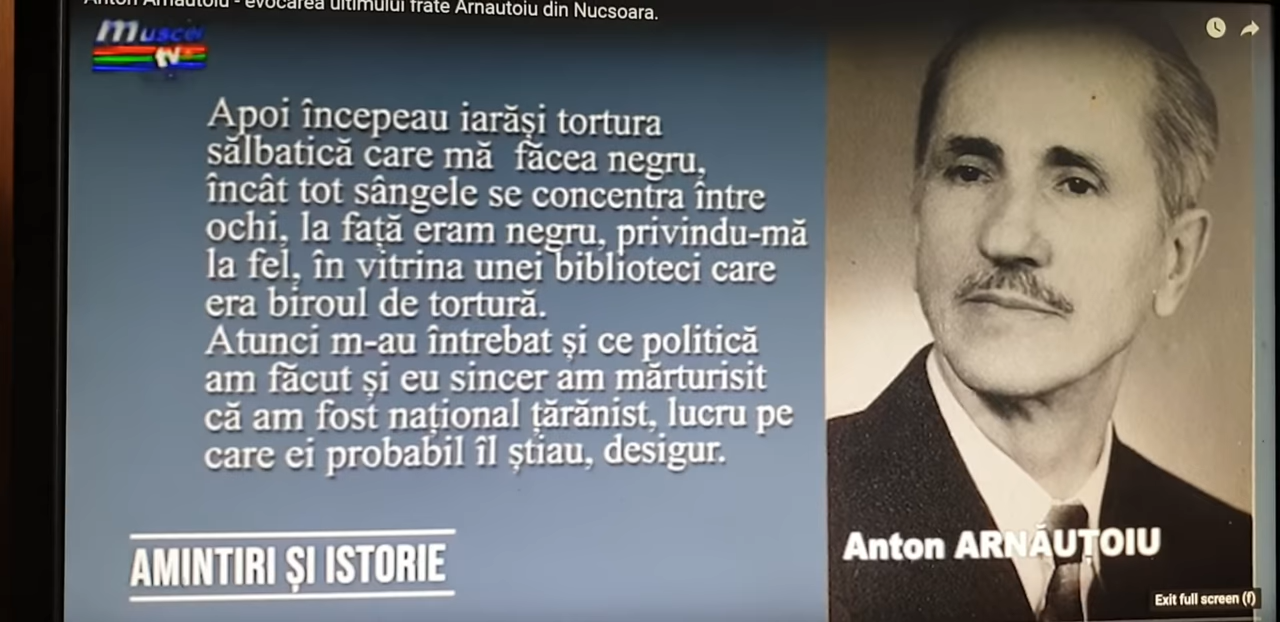 Anton Arnautoiu - evocarea ultimului frate Arnautoiu din Nucsoara.
Muscel
tv
Apoi începeau iarăși tortura
sălbatică care mă făcea negru,
încât tot sângele se concentra între
ochi, la față eram negru, privindu-mă
la fel, în vitrina unei biblioteci care
era biroul de tortură.
Atunci m-au întrebat și ce politică
am făcut și eu sincer am mărturisit
că am fost național țărănist, lucru pe
care ei probabil îl știau, desigur.
AMINTIRI ȘI ISTORIE
Anton ARNĂUȚOIU
Exit full screen (f)